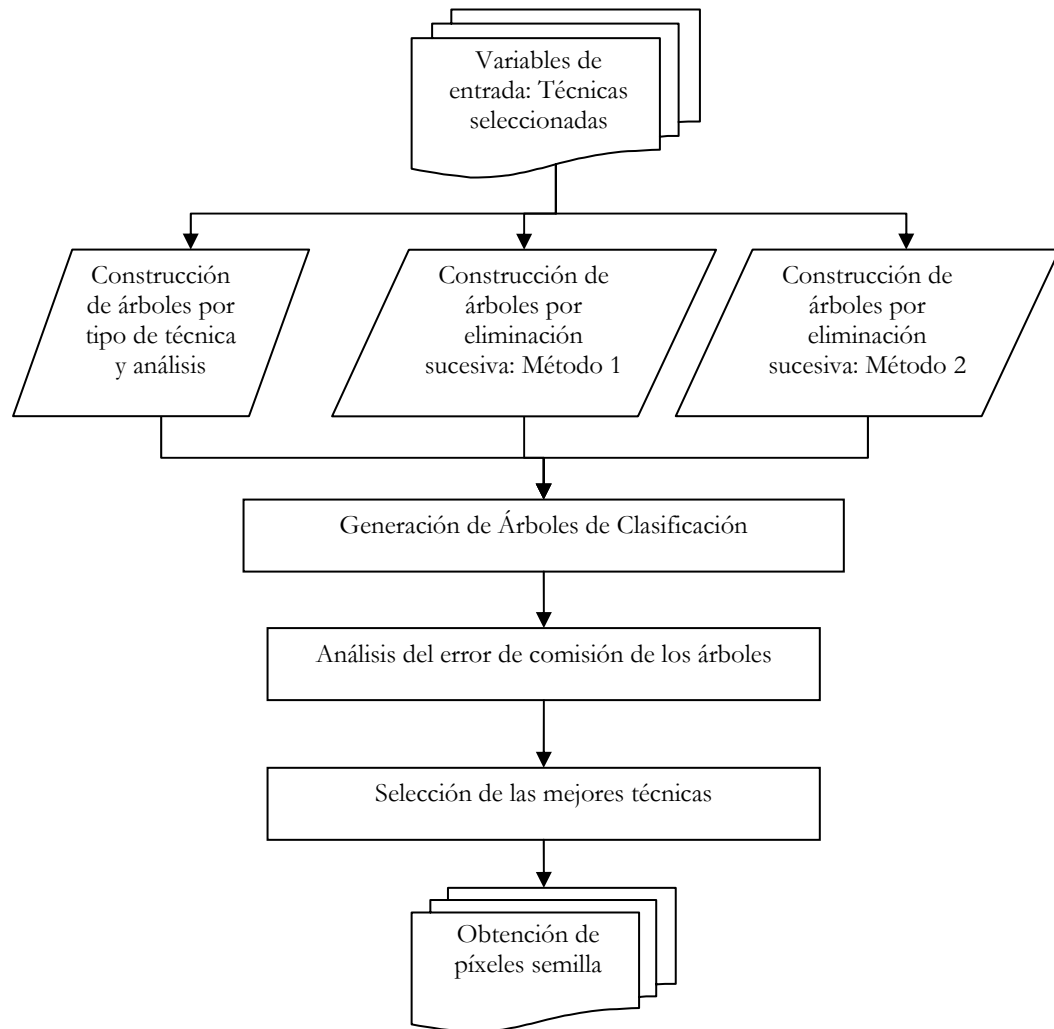 Variables de
entrada: Técnicas
seleccionadas
Construcción
de árboles por
tipo de técnica
y análisis
Construcción de
árboles por
eliminación
sucesiva: Método 1
Construcción de
árboles por
eliminación
sucesiva: Método 2
Generación de Árboles de Clasificación
Análisis del error de comisión de los árboles
Selección de las mejores técnicas
Obtención de
píxeles semilla